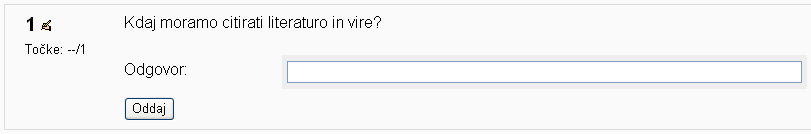 1 Kdaj moramo citirati literaturo in vire?
Točke: --/1
Odgovor:
Oddaj